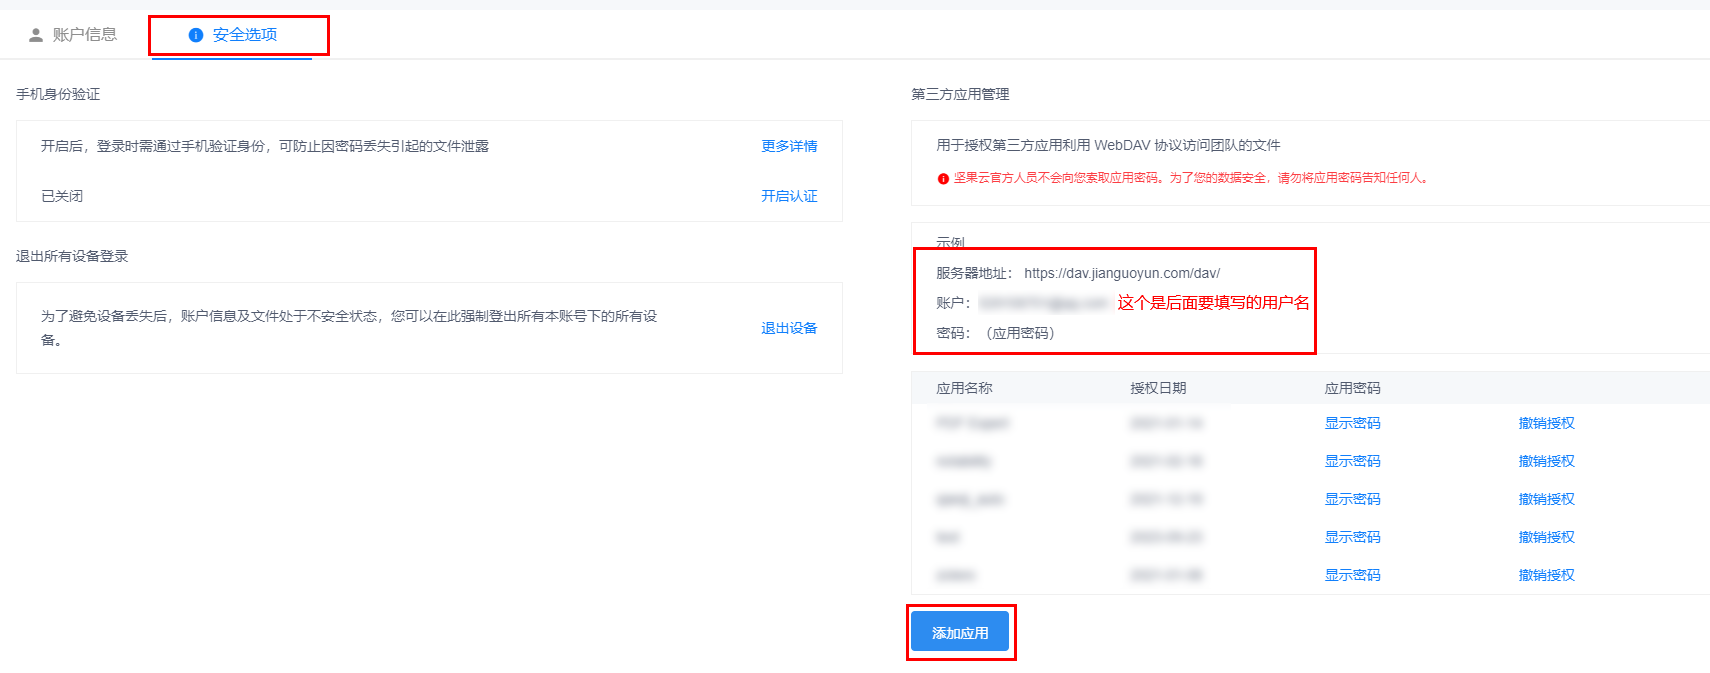 账户信息
安全选项
手机身份验证
开启后，登录时需通过手机验证身份，可防止因密码丢失引起的文件泄露
更多详情
已关闭
开启认证
退出所有设备登录
为了避免设备丢失后，账户信息及文件处于不安全状态，您可以在此强制登出所有本账号下的所有设
备。
退出设备
第三方应用管理
用于授权第三方应用利用 WebDAV 协议访问团队的文件
坚果云官方人员不会向您索取应用密码。为了您的数据安全，请勿将应用密码告知任何人。
示例
服务器地址： https://dav.jianguoyun.com/dav/
账户： 这个是后面要填写的用户名
密码： （应用密码）
应用名称 授权日期 应用密码
显示密码 撤销授权
显示密码 撤销授权
显示密码 撤销授权
显示密码 撤销授权
显示密码 撤销授权
添加应用